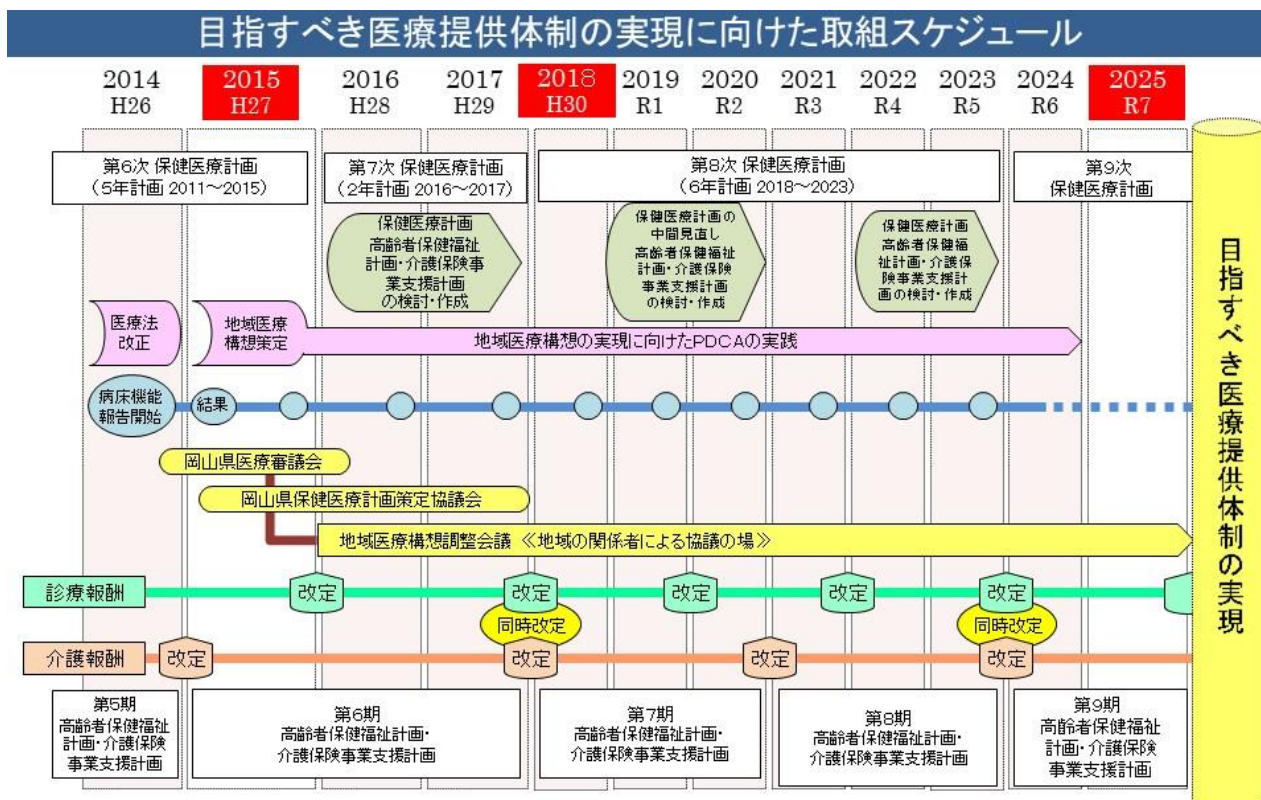 目指すべき医療提供体制の実現に向けた取組スケジュール
2014 2015 2016 2017 2018 2019 2020 2021 2022 2023 2024 2025
H26 H27 H28 H29 H30 R1 R2 R3 R4 R5 R6 R7
第6次 保健医療計画
(5年計画 2011～2015)
第7次 保健医療計画
(2年計画 2016～2017)
第8次 保健医療計画
(6年計画 2018～2023)
第9次
保健医療計画
保健医療計画
高齢者保健福祉
計画・介護保険事
業支援計画
の検討・作成
保健医療計画の
中間見直し
高齢者保健福祉
計画・介護保険
事業支援計画
の検討・作成
保健医療計画
高齢者保健福
祉計画・介護保
険事業支援計
画の検討・作成
医療法
改正
地域医療
構想策定
地域医療構想の実現に向けたPDCAの実践
病床機能
報告開始
結果
岡山県医療審議会
岡山県保健医療計画策定協議会
地域医療構想調整会議 ≪地域の関係者による協議の場≫
診療報酬
改定
改定
改定
改定
改定
同時改定
同時改定
介護報酬
改定
改定
改定
改定
第5期
高齢者保健福祉
計画・介護保険
事業支援計画
第6期
高齢者保健福祉計画・
介護保険事業支援計画
第7期
高齢者保健福祉計画・
介護保険事業支援計画
第8期
高齢者保健福祉計画・
介護保険事業支援計画
第9期
高齢者保健福祉
計画・介護保険
事業支援計画
目指すべき医療提供体制の実現